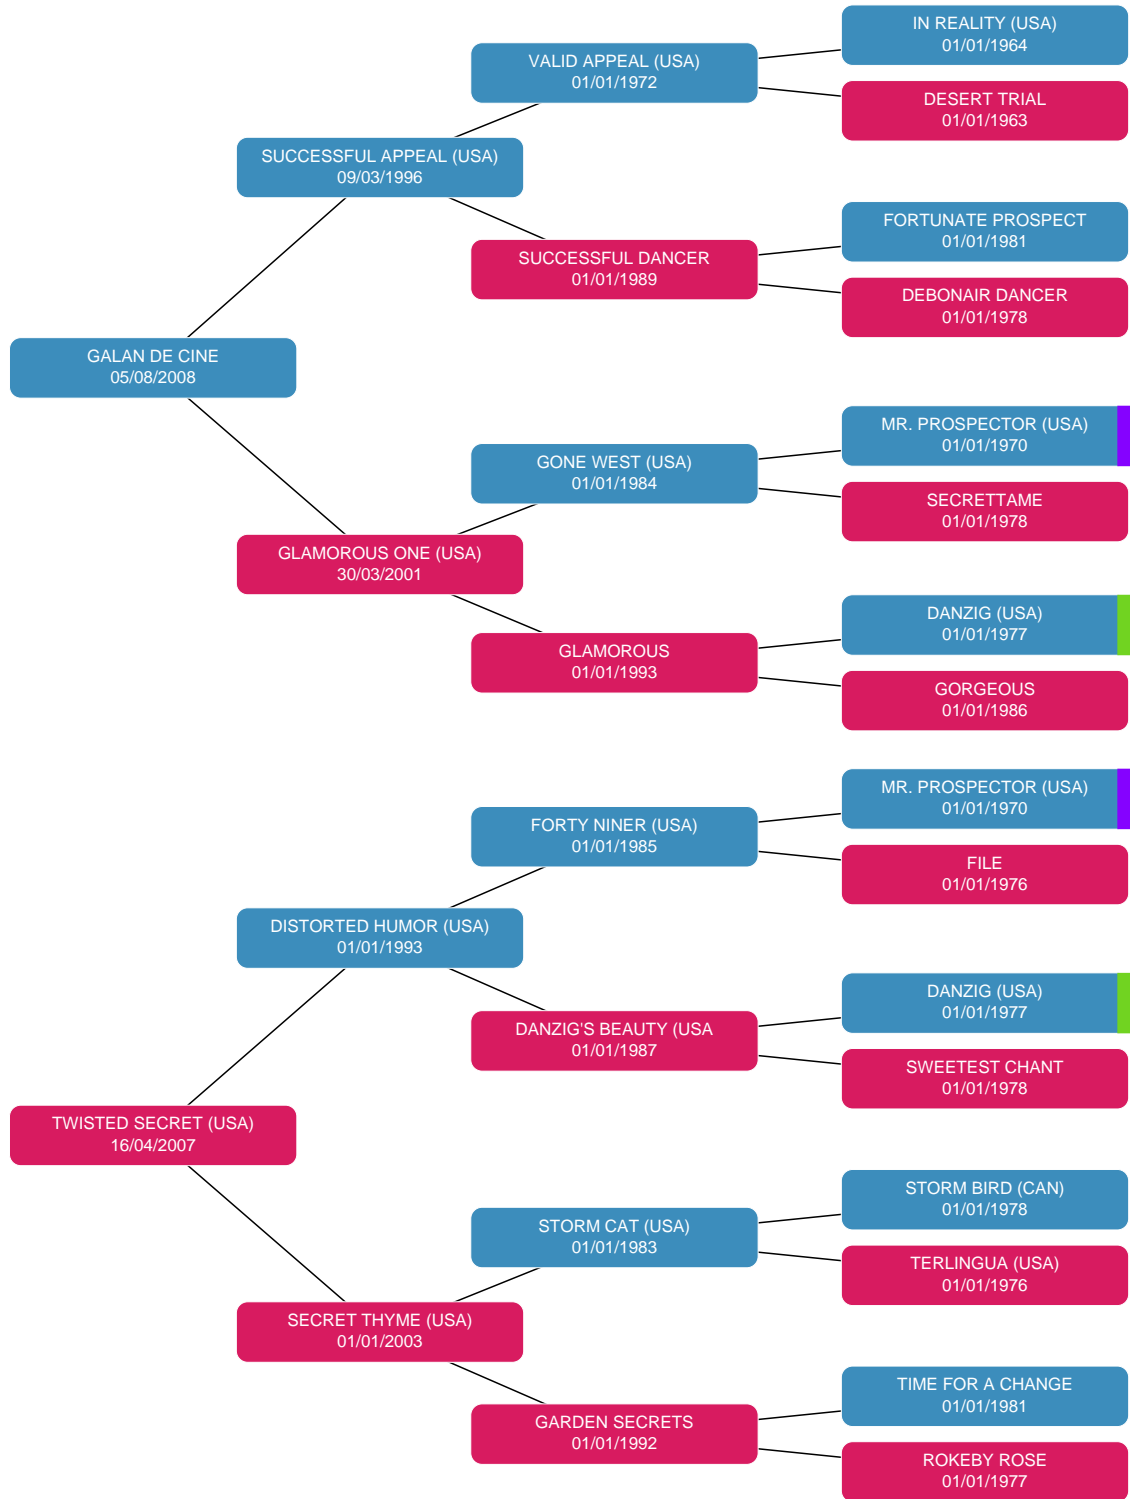 IN REALITY (USA)
01/01/1964
VALID APPEAL (USA)
01/01/1972
DESERT TRIAL
01/01/1963
SUCCESSFUL APPEAL (USA)
09/03/1996
FORTUNATE PROSPECT
01/01/1981
SUCCESSFUL DANCER
01/01/1989
DEBONAIR DANCER
01/01/1978
GALAN DE CINE
05/08/2008
MR. PROSPECTOR (USA)
01/01/1970
GONE WEST (USA)
01/01/1984
SECRETTAME
01/01/1978
GLAMOROUS ONE (USA)
30/03/2001
DANZIG (USA)
01/01/1977
GLAMOROUS
01/01/1993
GORGEOUS
01/01/1986
MR. PROSPECTOR (USA)
01/01/1970
FORTY NINER (USA)
01/01/1985
FILE
01/01/1976
DISTORTED HUMOR (USA)
01/01/1993
DANZIG (USA)
01/01/1977
DANZIG'S BEAUTY (USA
01/01/1987
SWEETEST CHANT
01/01/1978
TWISTED SECRET (USA)
16/04/2007
STORM BIRD (CAN)
01/01/1978
STORM CAT (USA)
01/01/1983
TERLINGUA (USA)
01/01/1976
SECRET THYME (USA)
01/01/2003
TIME FOR A CHANGE
01/01/1981
GARDEN SECRETS
01/01/1992
ROKEBY ROSE
01/01/1977